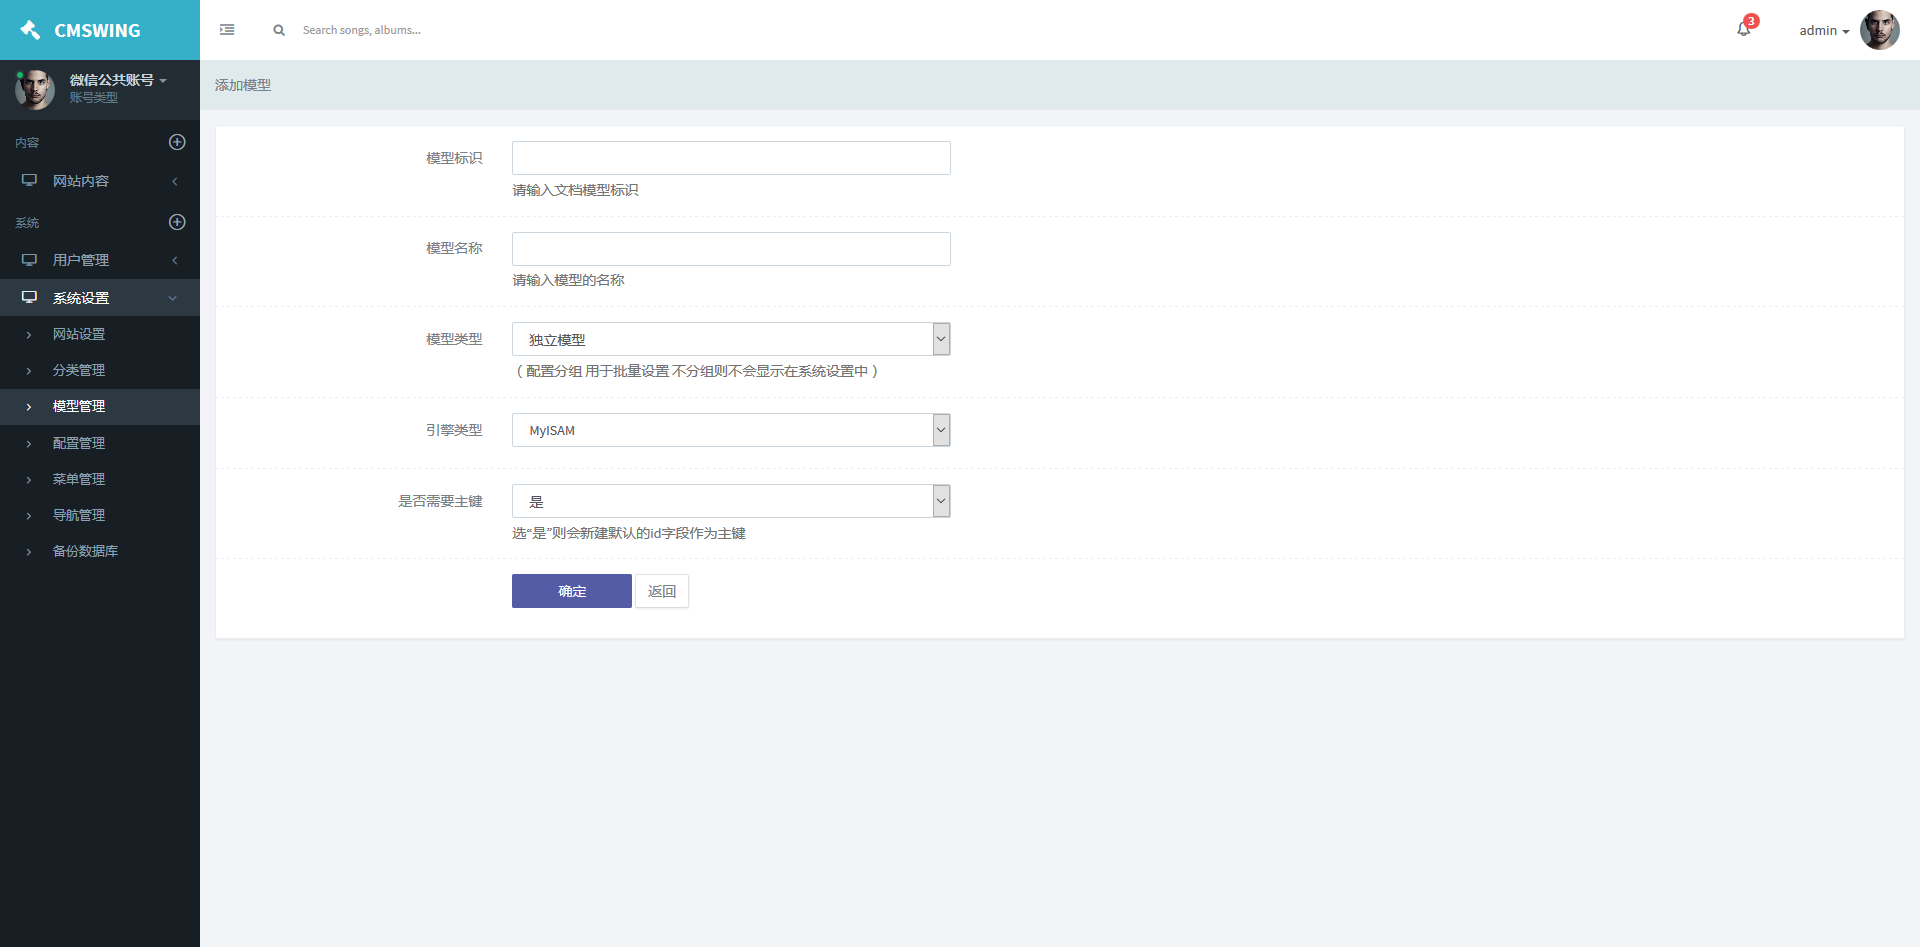 CMSWING
Search songs, albums...
3
admin
微信公共账号
账号类型
内容
网站内容
系统
用户管理
系统设置
网站设置
分类管理
模型管理
配置管理
菜单管理
导航管理
备份数据库
添加模型
模型标识
请输入文档模型标识
模型名称
请输入模型的名称
模型类型
独立模型
（配置分组 用于批量设置 不分组则不会显示在系统设置中）
引擎类型
MyISAM
是否需要主键
是
选“是”则会新建默认的id字段作为主键
确定
返回